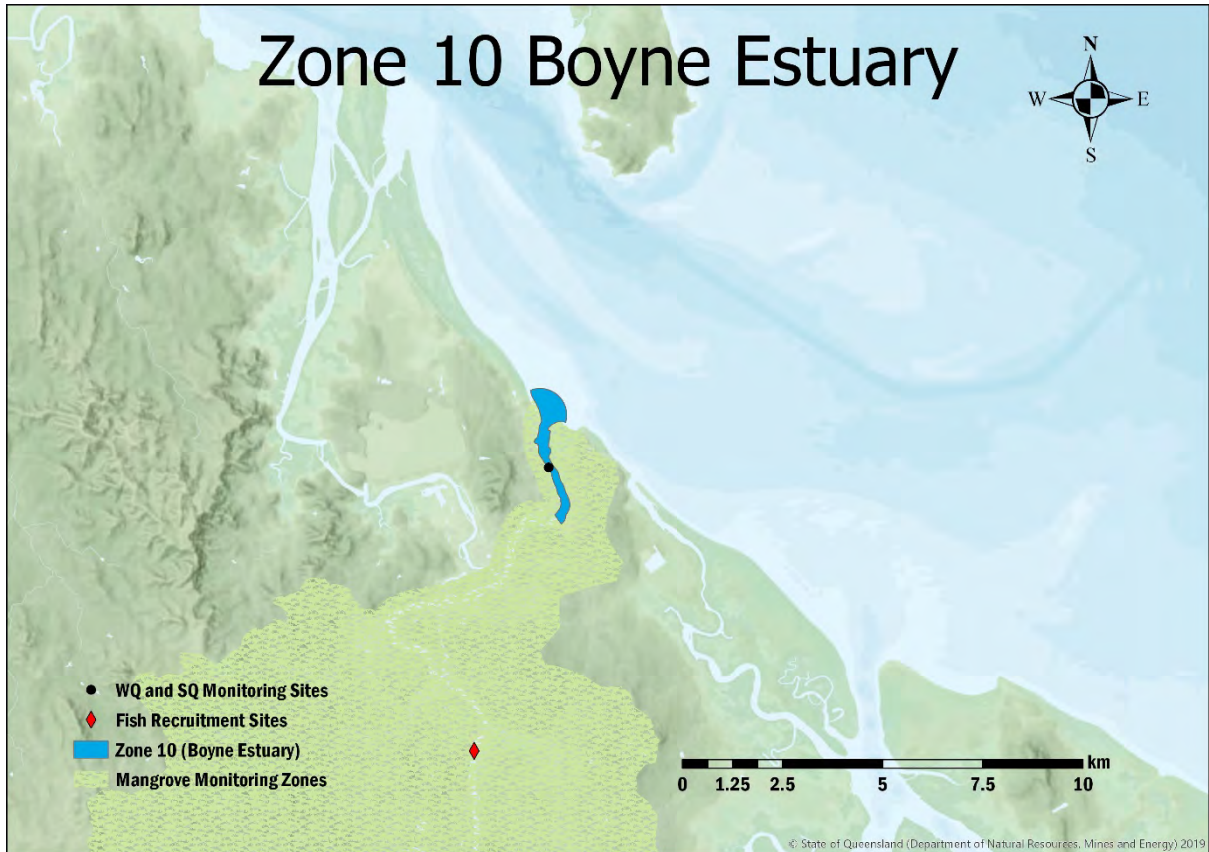 Zone 10 Boyne Estuary
N
W E
S
WQ and SQ Monitoring Sites
Fish Recruitment Sites
Zone 10 (Boyne Estuary)
Mangrove Monitoring Zones
km
0 1.25 2.5 5 7.5 10
© State of Queensland (Department of Natural Resources, Mines and Energy) 2019